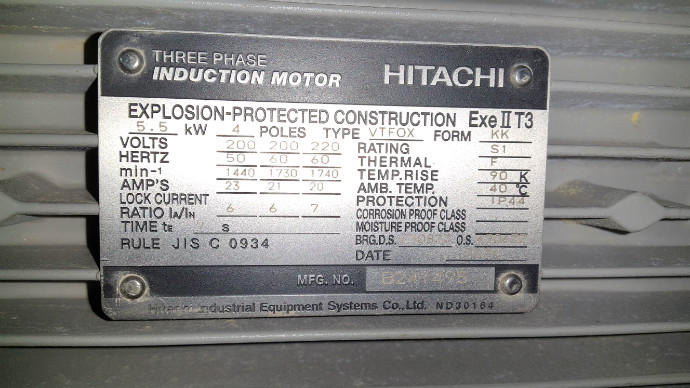 THREE PHASE
INDUCTION MOTOR HITACHI
EXPLOSION-PROTECTED CONSTRUCTION Exe II T3
5.5 kW 4 POLES TYPE VTFOX FORM KK
VOLTS 200 200 220 RATING S1
HERTZ 50 60 60 THERMAL F
min-1 1440 1730 1740 TEMP.RISE 90 K
AMP'S 23 21 20 AMB. TEMP. 40 ℃
LOCK CURRENT PROTECTION IP44
RATIO IA/IN 6 6 7 CORROSION PROOF CLASS
TIME tE s MOISTURE PROOF CLASS
RULE JIS C 0934 BRG.D.S. O.S.
DATE
MFG. NO.
Industrial Equipment Systems Co.,Ltd. ND30164